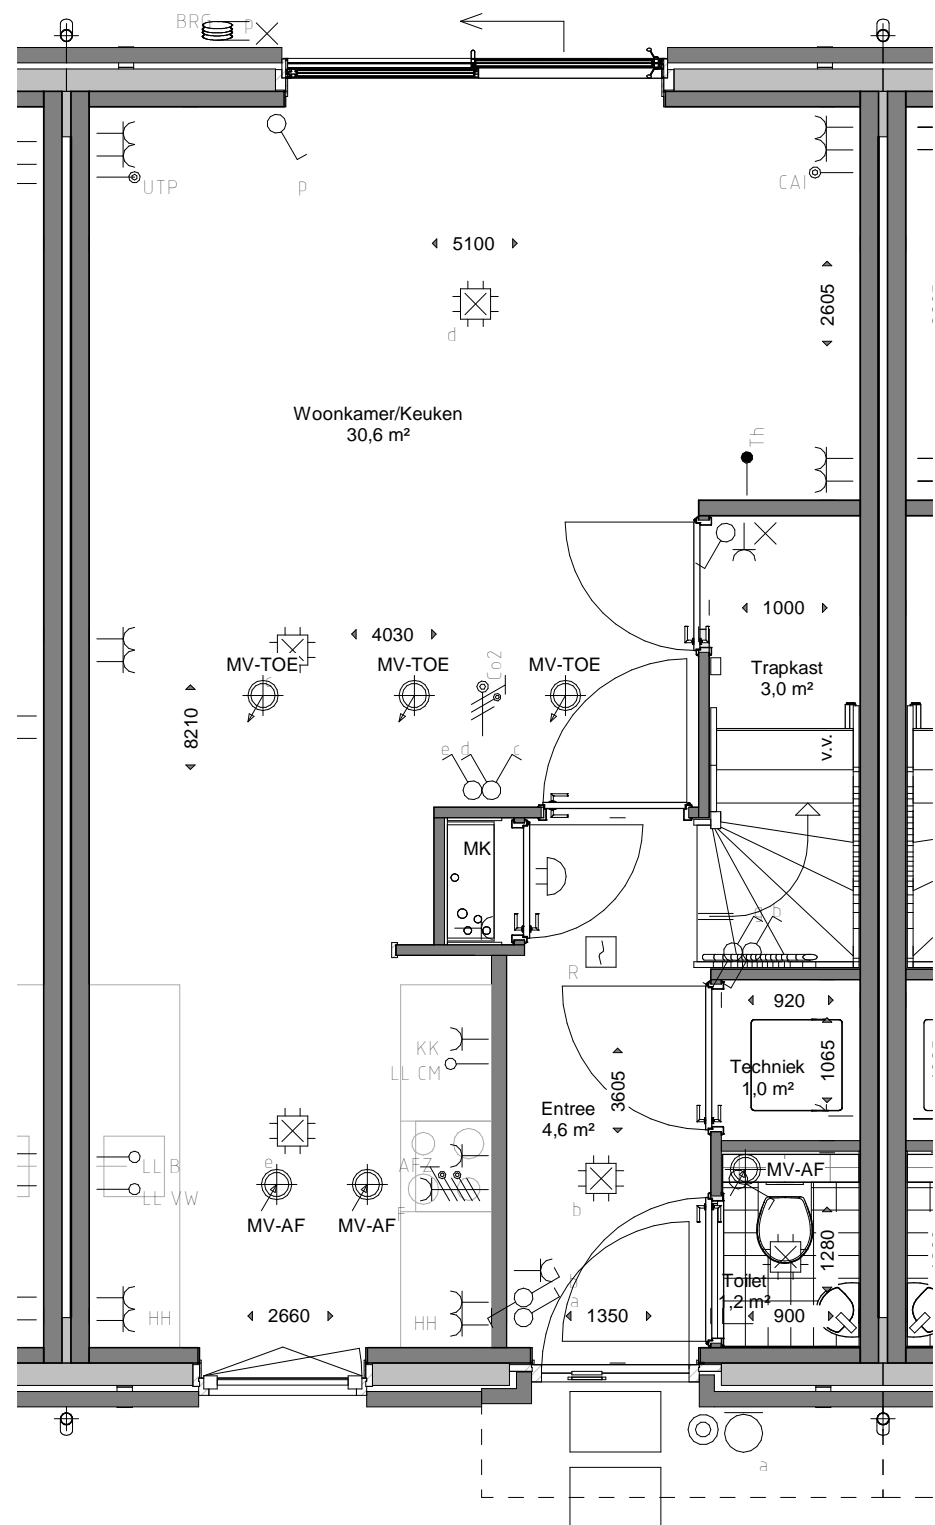 BRG
p
UTP
p
CAI
5100
2605
d
Woonkamer/Keuken
30,6 m²
Th
1000
4030
MV-TOE
MV-TOE
MV-TOE
Co2
Trapkast
3,0 m²
8210
v.v.
e d
c
MK
b
R
920
KK
LL CM
Techniek
1,0 m²
1065
3605
Entree
4,6 m²
LL B
e
AFZ
MV-AF
LL VW
F
b
MV-AF
MV-AF
1280
Toilet
1,2 m²
HH
2660
HH
a
1350
900
a